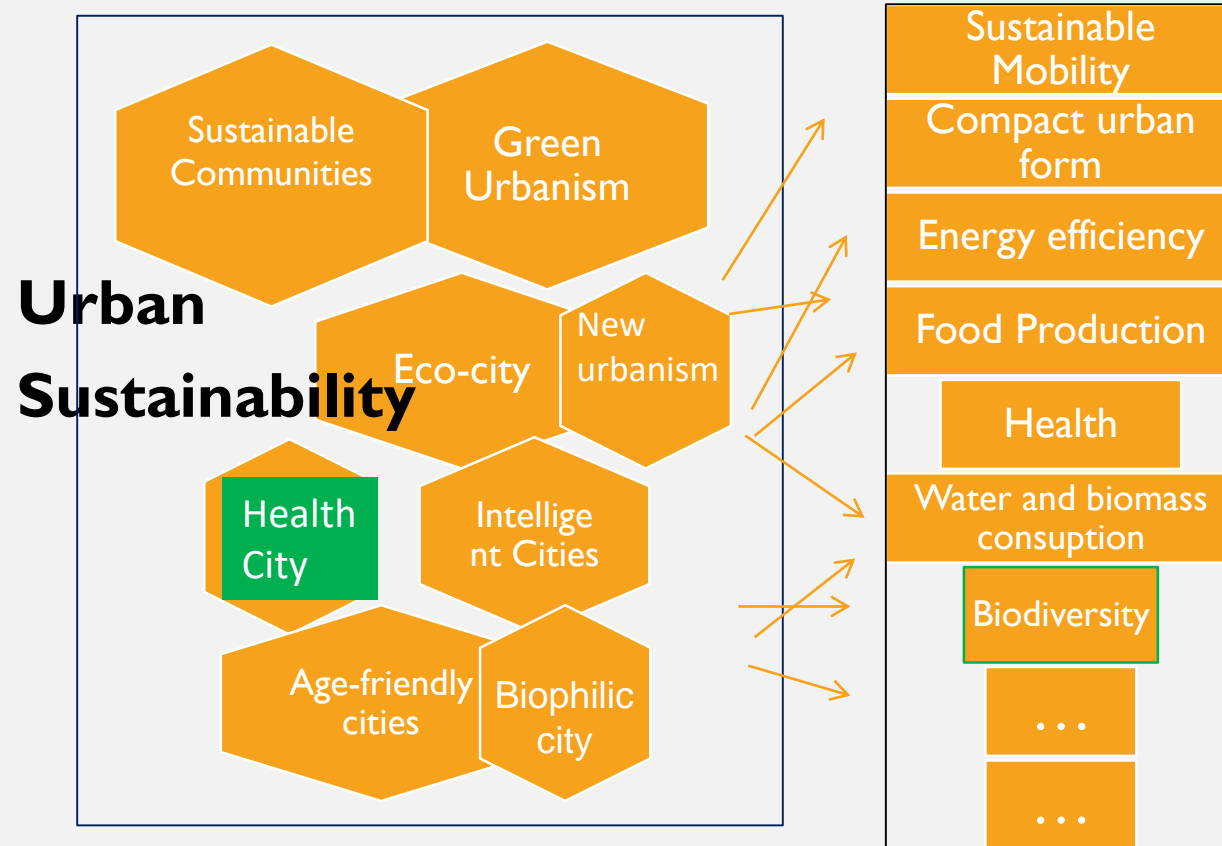 Sustainable
Communities
Green
Urbanism
Urban
Sustainability
Eco-city
New
urbanism
Health
City
Intellige
nt Cities
Age-friendly
cities
Biophilic
city
Sustainable
Mobility
Compact urban
form
Energy efficiency
Food Production
Health
Water and biomass
consuption
Biodiversity
...
...